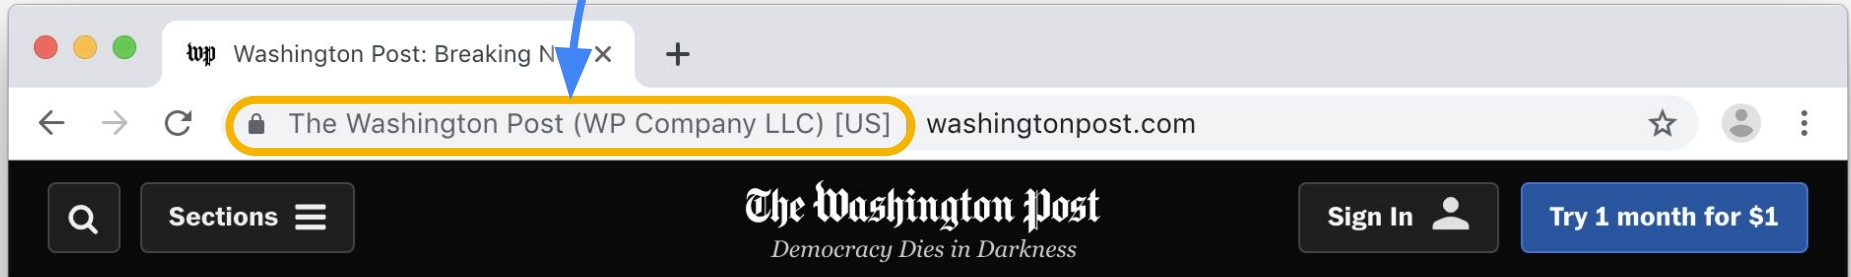 wp Washington Post: Breaking N
The Washington Post (WP Company LLC) [US] washingtonpost.com
Sections The Washington Post Sign In Try 1 month for $1
Democracy Dies in Darkness